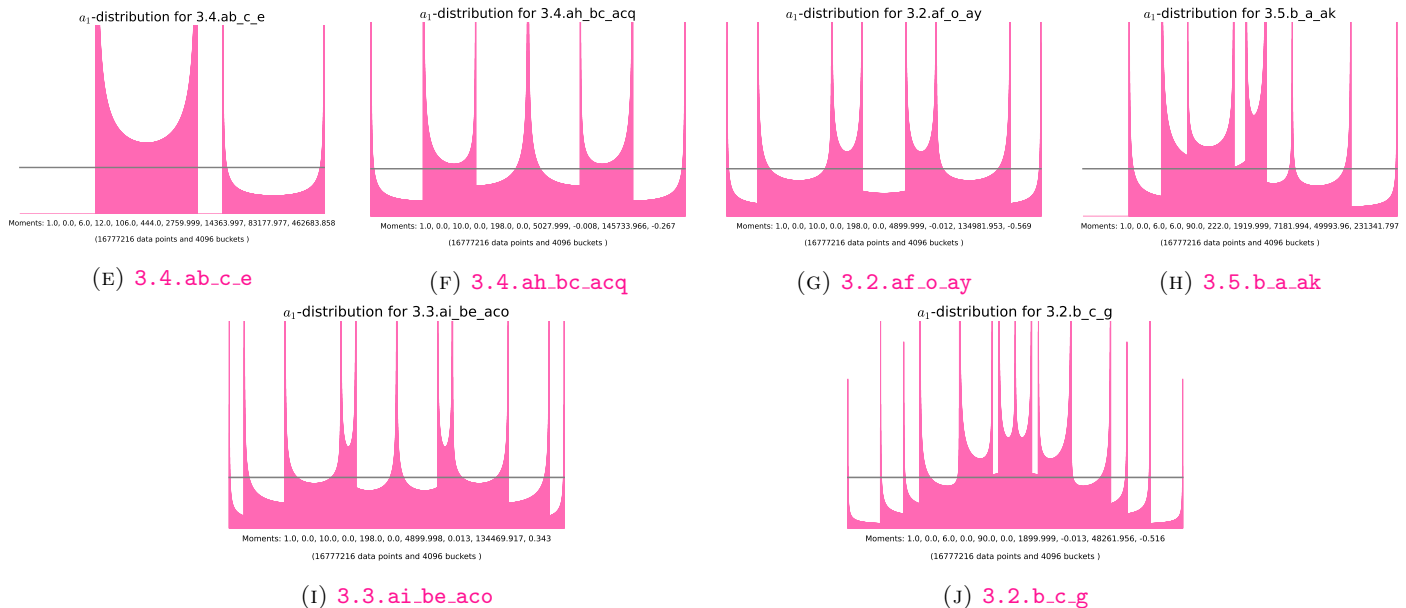 a₁-distribution for 3.4.ab_c_e
Moments: 1.0, 0.0, 6.0, 12.0, 106.0, 444.0, 2759.999, 14363.997, 83177.977, 462683.858
(16777216 data points and 4096 buckets )
(E) 3.4.ab_c_e
a₁-distribution for 3.4.ah_bc_acq
Moments: 1.0, 0.0, 10.0, 0.0, 198.0, 0.0, 5027.999, -0.008, 145733.966, -0.267
(16777216 data points and 4096 buckets )
(F) 3.4.ah_bc_acq
a₁-distribution for 3.2.af_o_ay
Moments: 1.0, 0.0, 10.0, 0.0, 198.0, 0.0, 4899.999, -0.012, 134981.953, -0.569
(16777216 data points and 4096 buckets )
(G) 3.2.af_o_ay
a₁-distribution for 3.5.b_a_ak
Moments: 1.0, 0.0, 6.0, 6.0, 90.0, 222.0, 1919.999, 7181.994, 49993.96, 231341.797
(16777216 data points and 4096 buckets )
(H) 3.5.b_a_ak
a₁-distribution for 3.3.ai_be_aco
Moments: 1.0, 0.0, 10.0, 0.0, 198.0, 0.0, 4899.998, 0.013, 134469.917, 0.343
(16777216 data points and 4096 buckets )
(I) 3.3.ai_be_aco
a₁-distribution for 3.2.b_c_g
Moments: 1.0, 0.0, 6.0, 0.0, 90.0, 0.0, 1899.999, -0.013, 48261.956, -0.516
(16777216 data points and 4096 buckets )
(J) 3.2.b_c_g